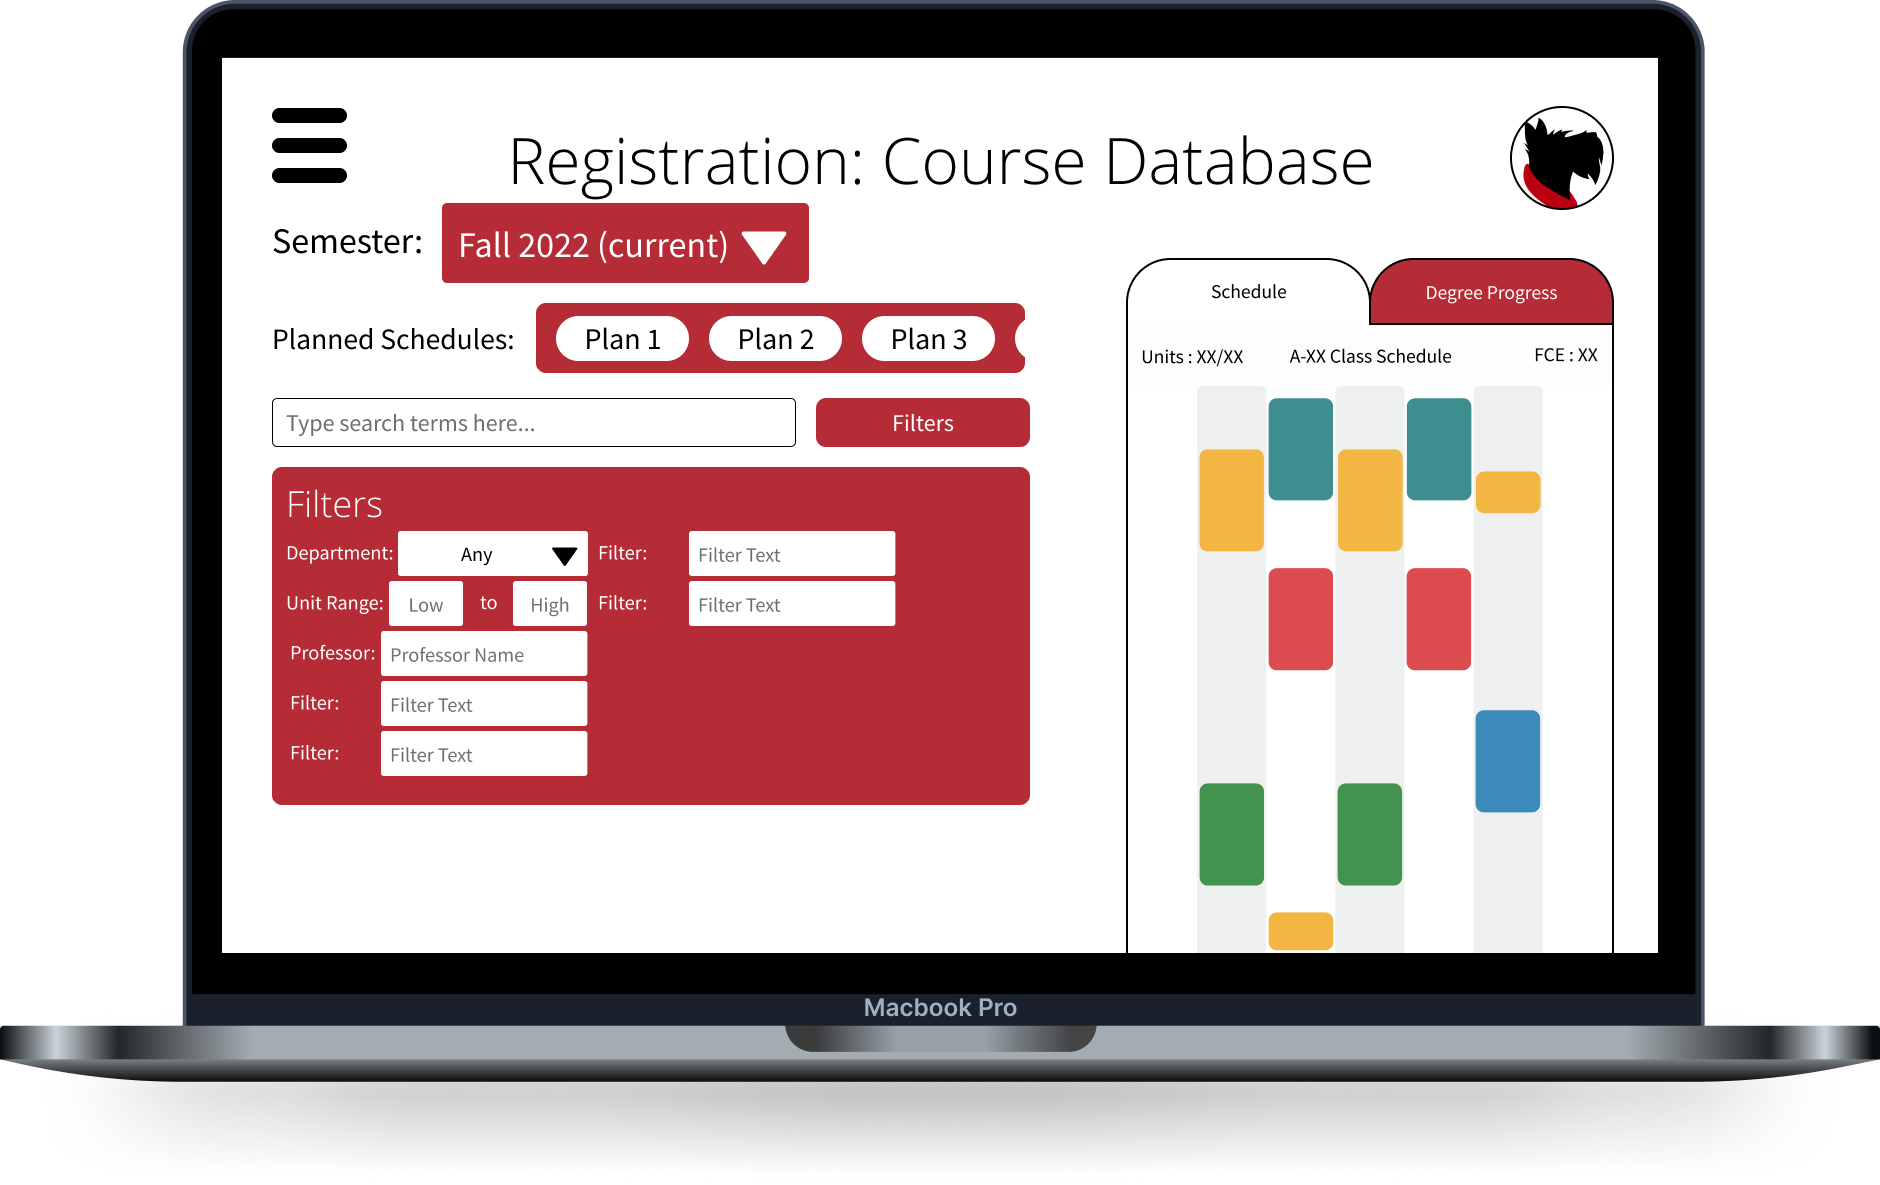 Registration: Course Database
Semester:
Fall 2022 (current)
Planned Schedules:
Plan 1
Plan 2
Plan 3
Type search terms here...
Filters
Filters
Department:
Any
Filter:
Filter Text
Unit Range:
Low
to
High
Filter:
Filter Text
Professor:
Professor Name
Filter:
Filter Text
Filter:
Filter Text
Schedule
Degree Progress
Units : XX/XX
A-XX Class Schedule
FCE : XX
Macbook Pro